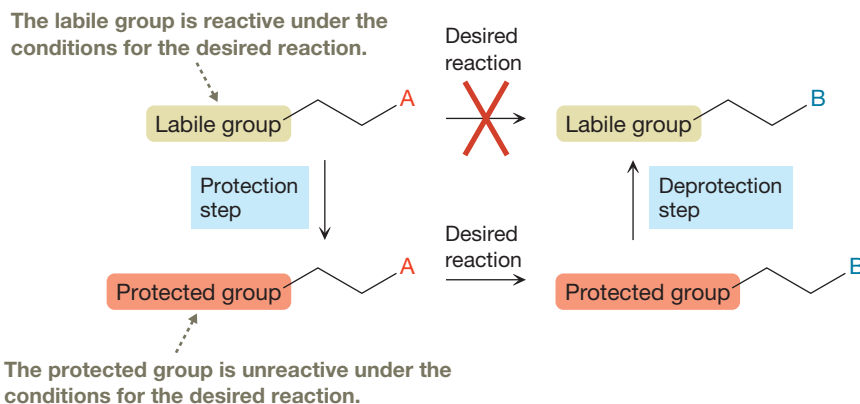 The labile group is reactive under the
conditions for the desired reaction.
Desired
reaction
Labile group
A
Labile group
B
Protection
step
Deprotection
step
Desired
reaction
Protected group
A
Protected group
B
The protected group is unreactive under the
conditions for the desired reaction.